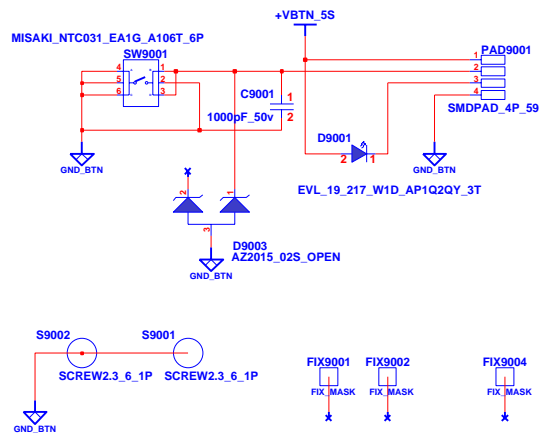 +VBTN_5S
MISAKI_NTC031_EA1G_A106T_6P
SW9001
PAD9001
4 1
5 2
6 3
1
2
3
4
C9001 1
1000pF_50v 2
SMDPAD_4P_59
D9001
2 1
GND_BTN
EVL_19_217_W1D_AP1Q2QY_3T
2 1
3
D9003
AZ2015_02S_OPEN
GND_BTN
S9002 S9001
SCREW2.3_6_1P SCREW2.3_6_1P
GND_BTN
FIX9001 FIX9002 FIX9004
FIX_MASK FIX_MASK FIX_MASK